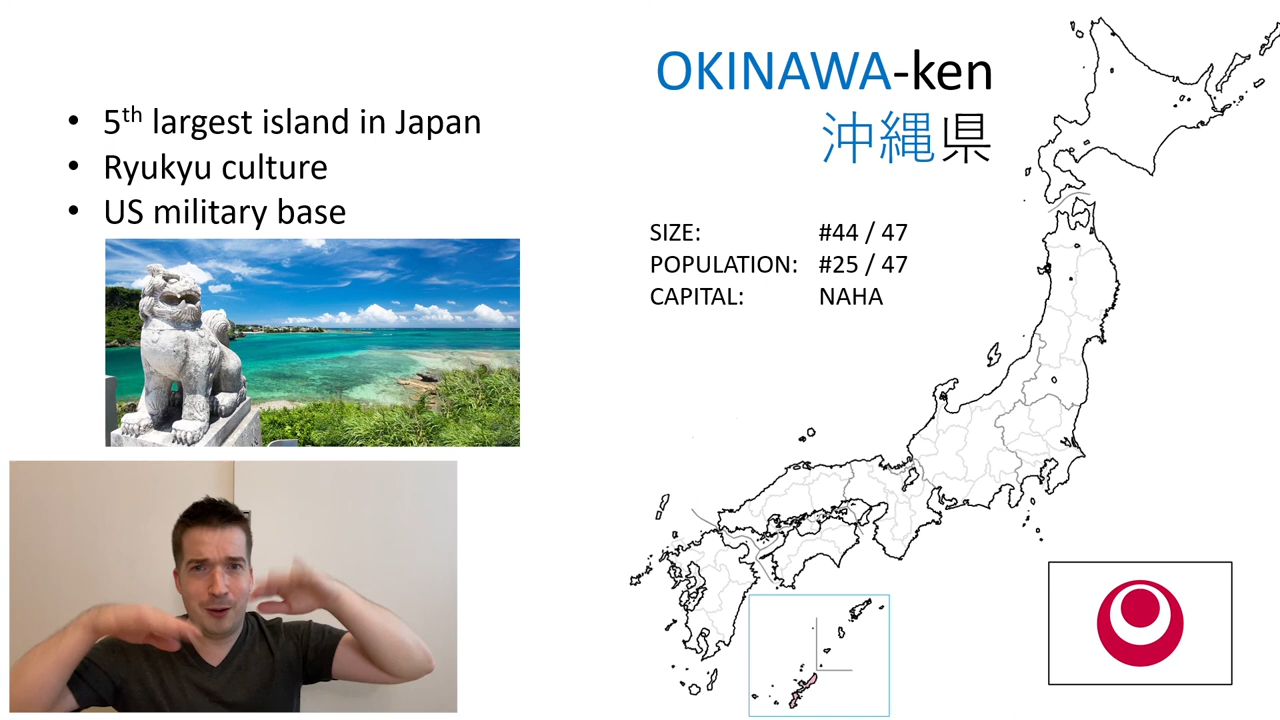 • 5th largest island in Japan
• Ryukyu culture
• US military base
OKINAWA-ken
沖縄県
SIZE: #44 / 47
POPULATION: #25 / 47
CAPITAL: NAHA